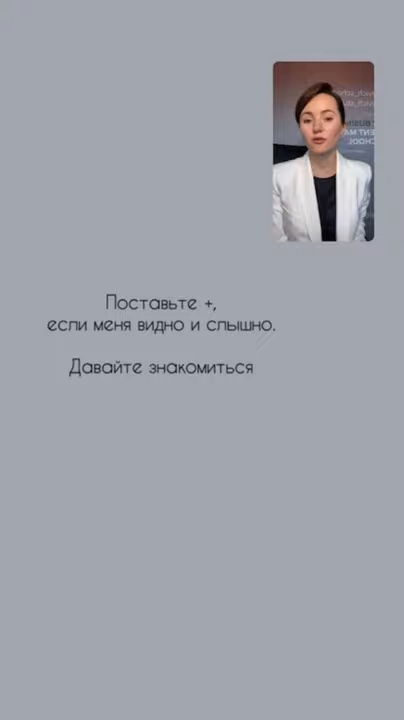 Поставьте +,
если меня видно и слышно.
Давайте знакомиться